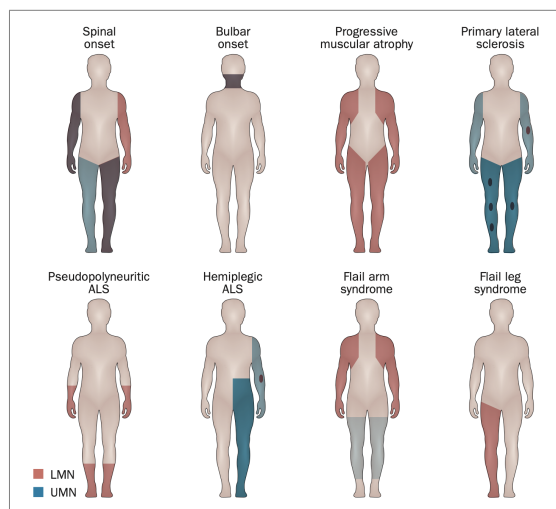 Spinal
onset
Bulbar
onset
Progressive
muscular atrophy
Primary lateral
sclerosis
Pseudopolyneuritic
ALS
Hemiplegic
ALS
Flail arm
syndrome
Flail leg
syndrome
LMN
UMN